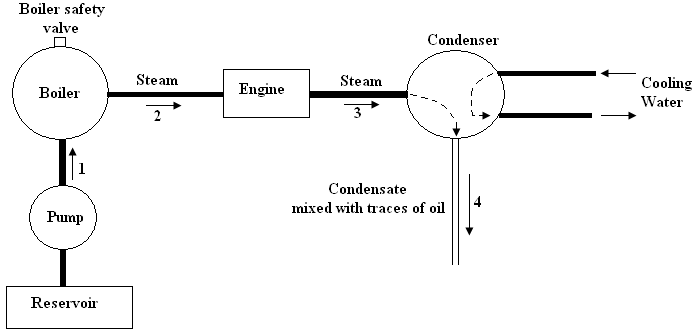 Boiler safety
valve
Condenser
Steam
Steam
Boiler
Engine
Cooling
Water
2
3
1
Condensate
mixed with traces of oil
4
Pump
Reservoir